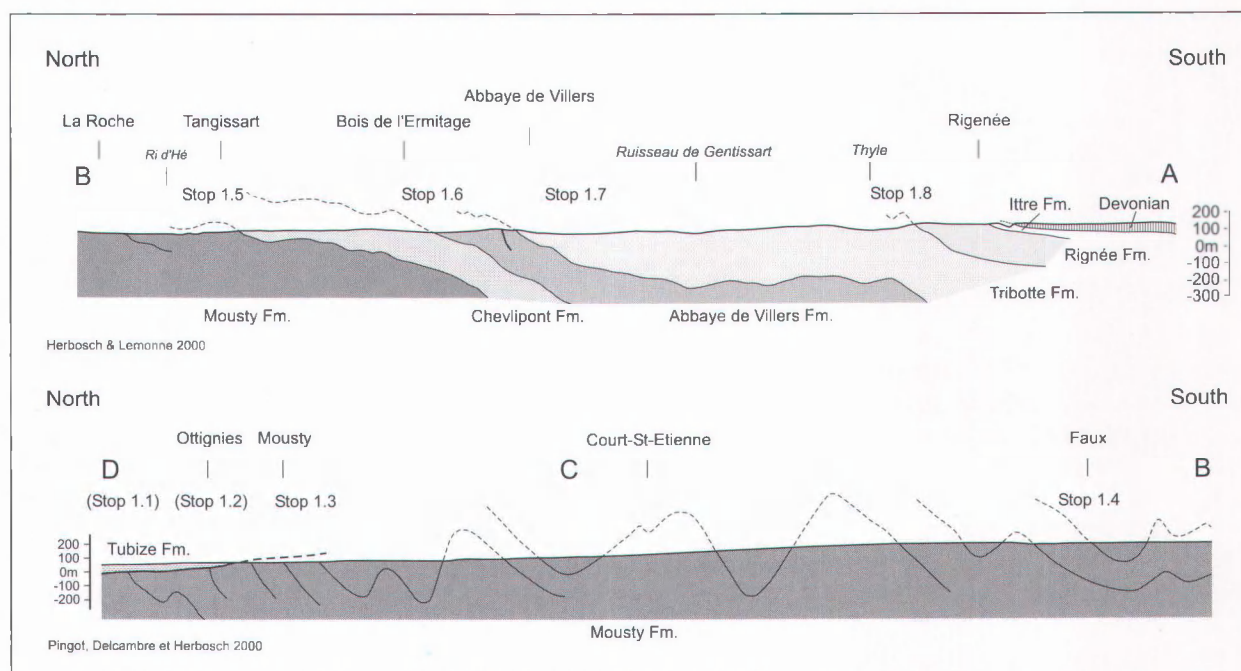 North South
Abbaye de Villers
La Roche Tangissart Bois de l'Ermitage Rigenée
Ri d'Hé Ruisseau de Gentissart Thyle
B A
Stop 1.5 Stop 1.6 Stop 1.7 Stop 1.8
Ittre Fm. Devonian
200
100
0m
-100
-200
-300
Rignée Fm.
Tribotte Fm.
Mousty Fm. Chevlipont Fm. Abbaye de Villers Fm.
Herbosch & Lemonne 2000
North South
Ottignies Mousty Court-St-Etienne Faux
D C B
(Stop 1.1) (Stop 1.2) Stop 1.3 Stop 1.4
Tubize Fm.
200
100
0m
-100
-200
Mousty Fm.
Pingot, Delcambre et Herbosch 2000